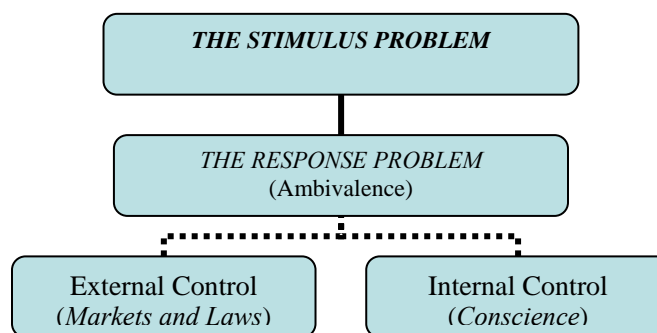 THE STIMULUS PROBLEM
THE RESPONSE PROBLEM
(Ambivalence)
External Control
(Markets and Laws)
Internal Control
(Conscience)